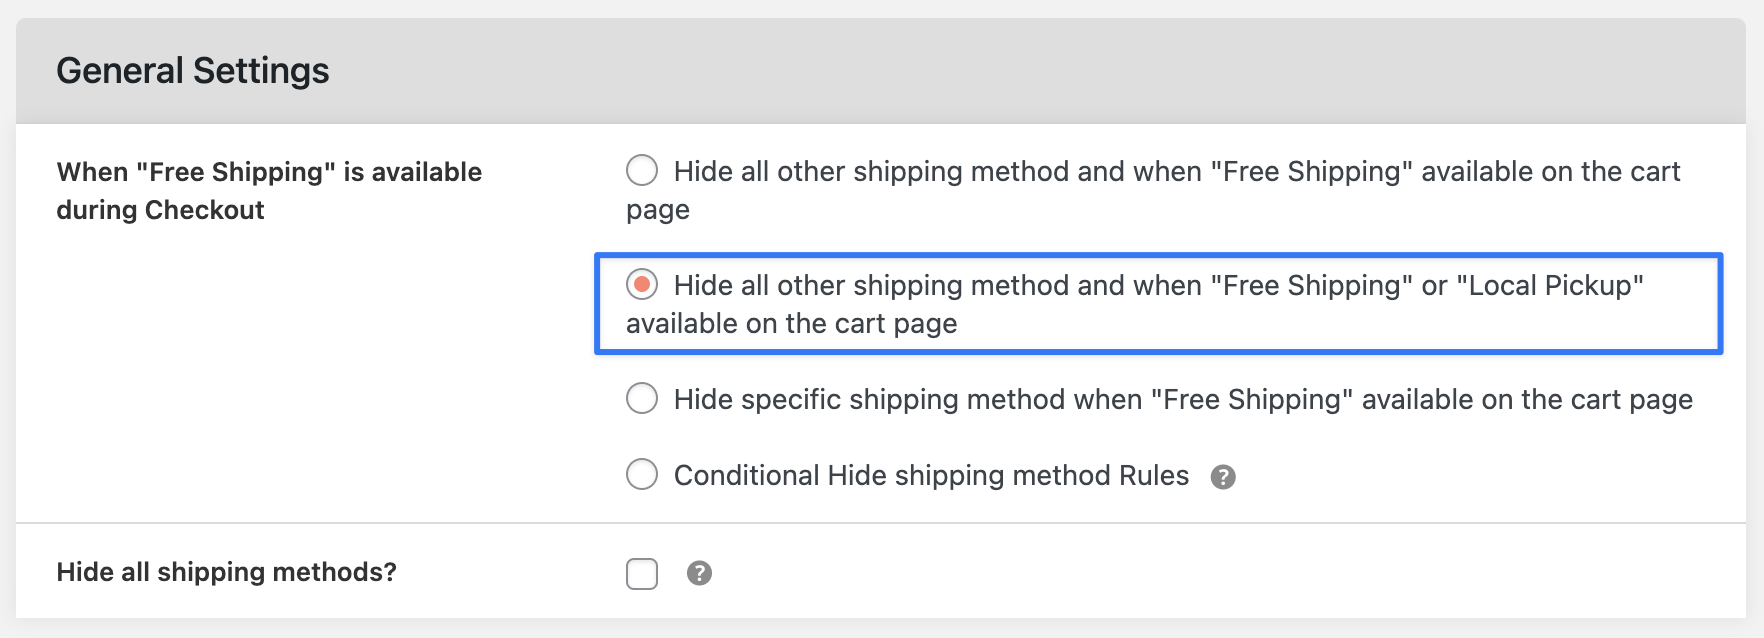 General Settings
When "Free Shipping" is available
during Checkout
Hide all other shipping method and when "Free Shipping" available on the cart
page
Hide all other shipping method and when "Free Shipping" or "Local Pickup"
available on the cart page
Hide specific shipping method when "Free Shipping" available on the cart page
Conditional Hide shipping method Rules ?
Hide all shipping methods? ?